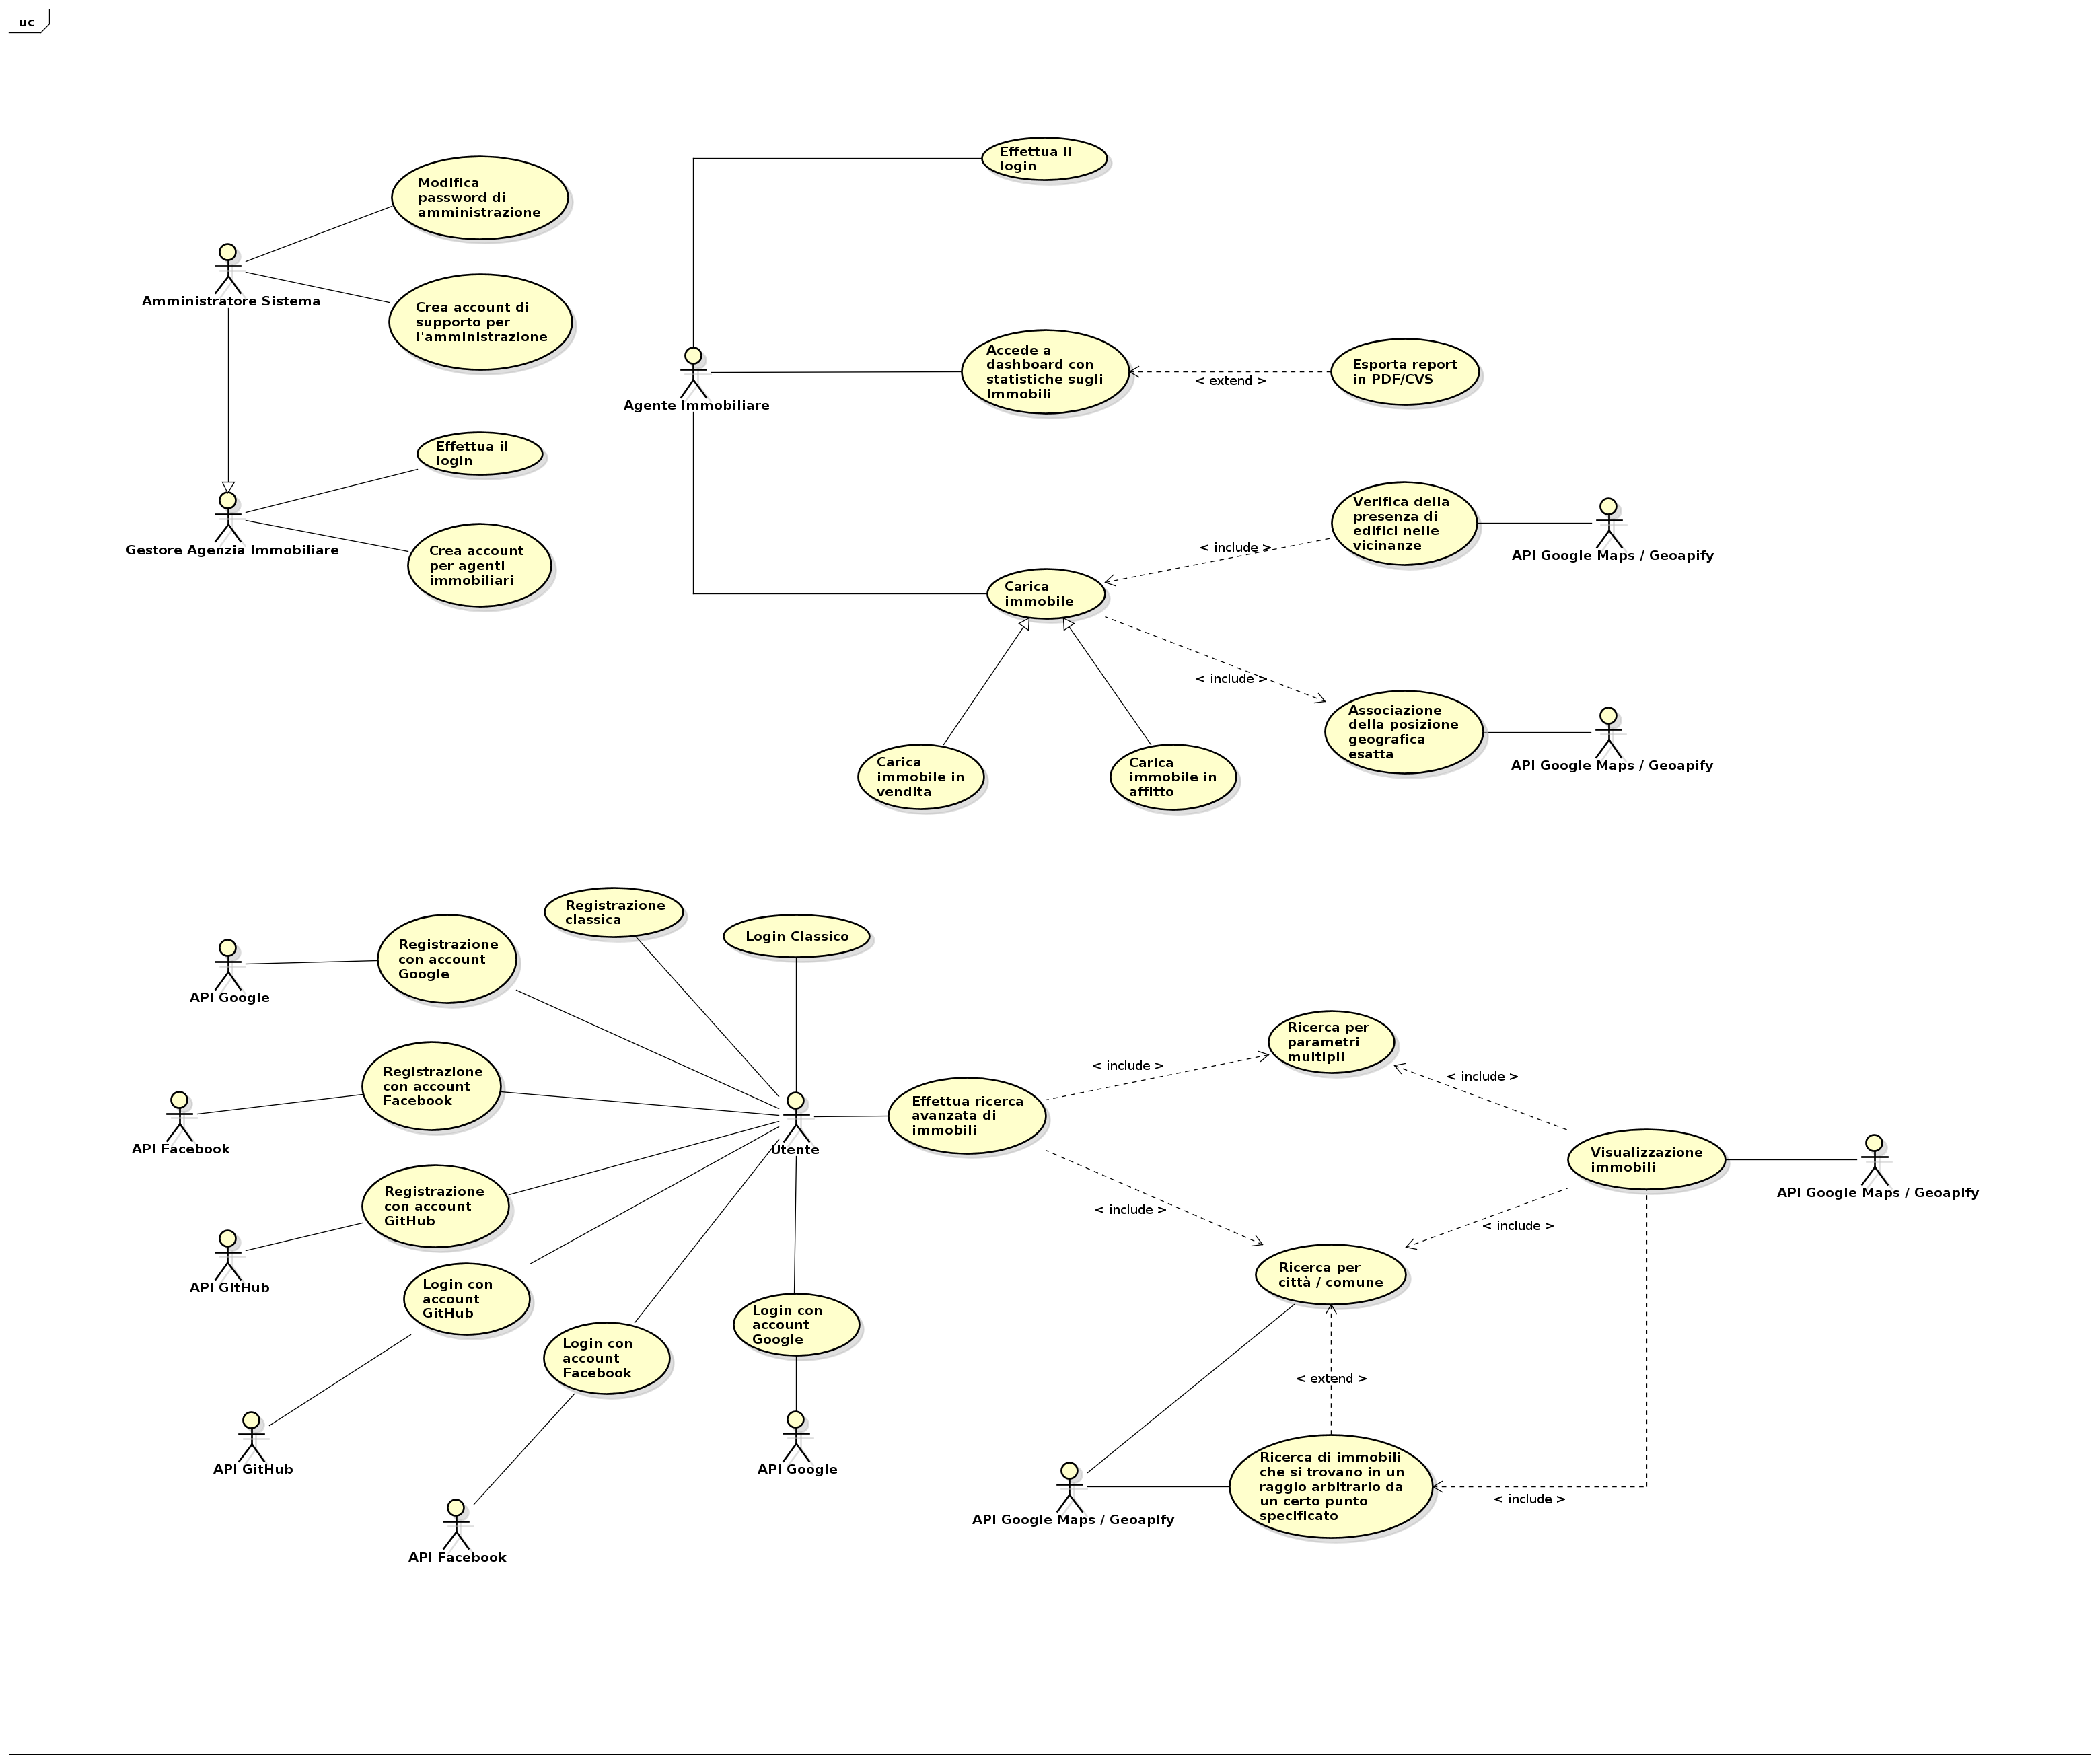 uc
Effettua il
login
Modifica
password di
amministrazione
Amministratore Sistema
Crea account di
supporto per
l'amministrazione
Accede a
dashboard con
statistiche sugli
Immobili
< extend >
Esporta report
in PDF/CVS
Agente Immobiliare
Effettua il
login
Gestore Agenzia Immobiliare
Crea account
per agenti
immobiliari
Verifica della
presenza di
edifici nelle
vicinanze
API Google Maps / Geoapify
< include >
Carica
immobile
< include >
Associazione
della posizione
geografica
esatta
API Google Maps / Geoapify
Carica
immobile in
vendita
Carica
immobile in
affitto
Registrazione
classica
Login Classico
Registrazione
con account
Google
API Google
Registrazione
con account
Facebook
API Facebook
Utente
Effettua ricerca
avanzata di
immobili
< include >
Ricerca per
parametri
multipli
< include >
Visualizzazione
immobili
API Google Maps / Geoapify
< include >
< include >
Registrazione
con account
GitHub
API GitHub
Login con
account
GitHub
Login con
account
Facebook
Login con
account
Google
Ricerca per
città / comune
< extend >
API GitHub
API Google
API Facebook
API Google Maps / Geoapify
Ricerca di immobili
che si trovano in un
raggio arbitrario da
un certo punto
specificato
< include >